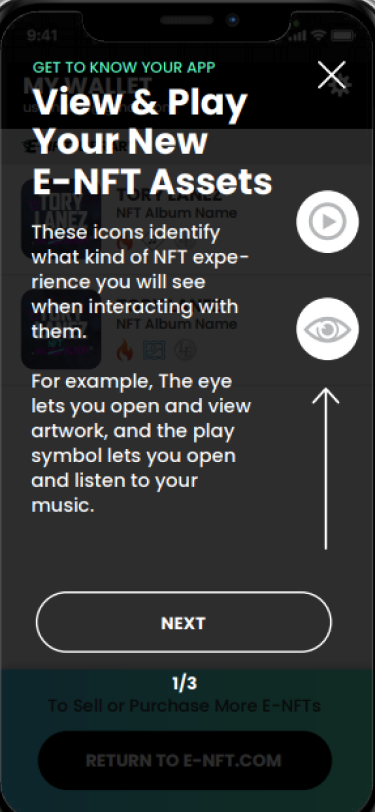 9:41
GET TO KNOW YOUR APP
MY WALLET
View & Play
Your New
E-NFT Assets
TORY LANEZ
NFT Album Name
These icons identify
what kind of NFT expe-
rience you will see
when interacting with
them.
NFT Album Name
For example, The eye
lets you open and view
artwork, and the play
symbol lets you open
and listen to your
music.
NEXT
1/3
To Sell or Purchase More E-NFTs
RETURN TO E-NFT.COM